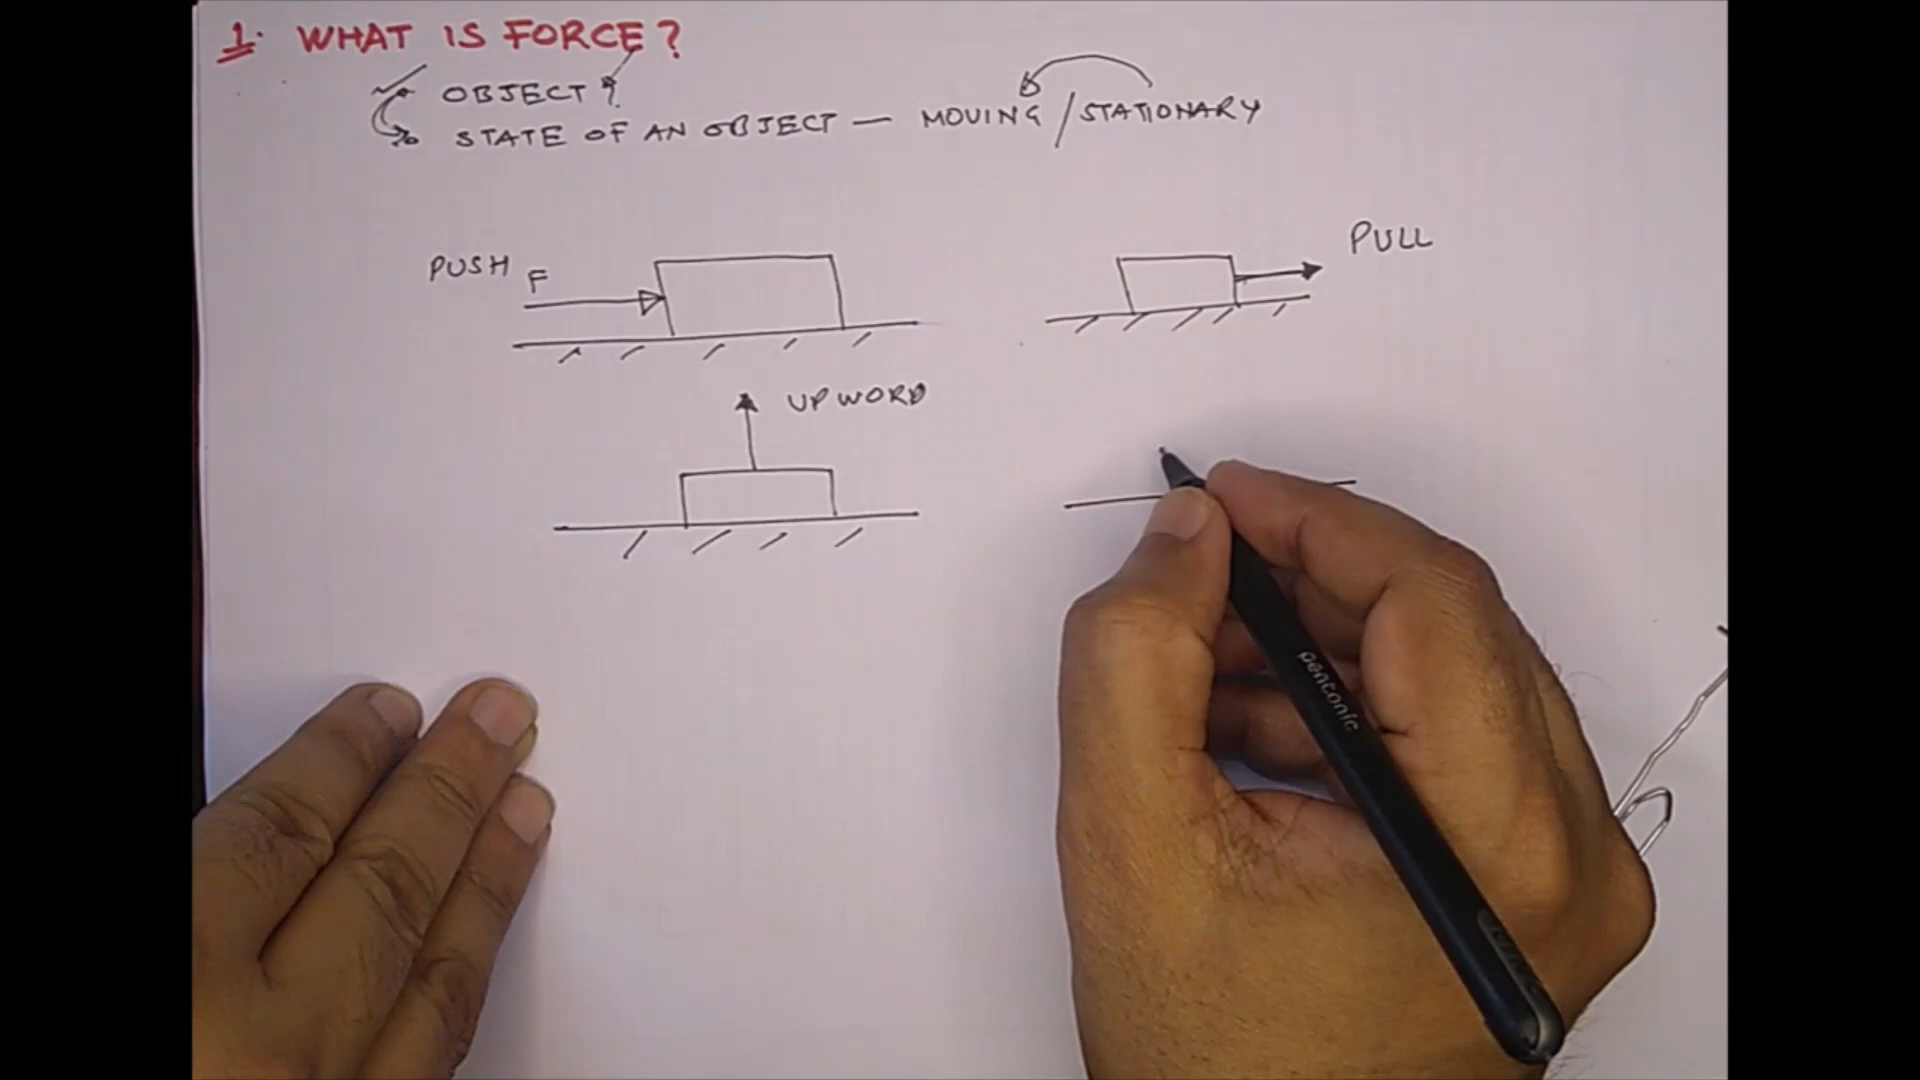 1. WHAT IS FORCE?
OBJECT?
STATE OF AN OBJECT — MOVING / STATIONARY
PUSH F
PULL
UPWORD
pentonic